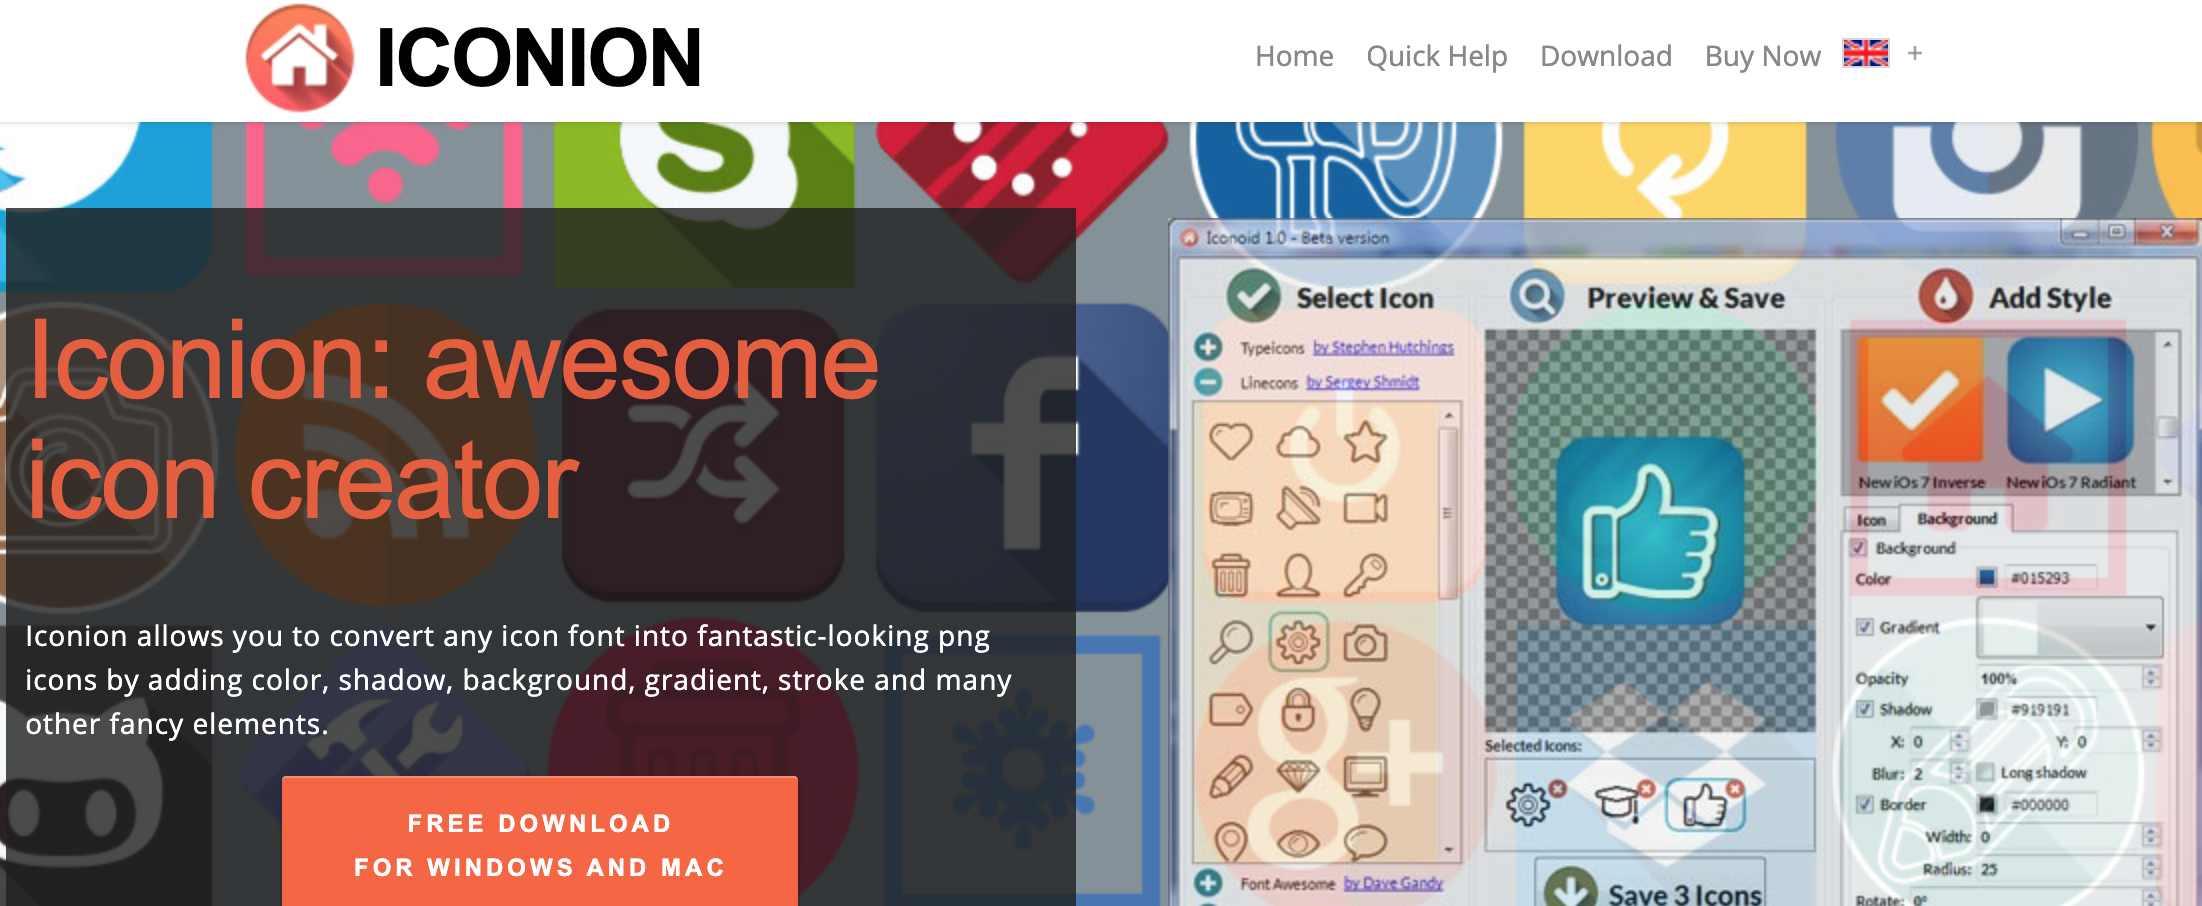 ICONION
Home Quick Help Download Buy Now +
Iconion: awesome
icon creator
Iconion allows you to convert any icon font into fantastic-looking png
icons by adding color, shadow, background, gradient, stroke and many
other fancy elements.
FREE DOWNLOAD
FOR WINDOWS AND MAC
Iconoid 1.0 - Beta version
Select Icon
Typeicons by Stephen Hutchings
Linecons by Sergey Shmidt
Font Awesome by Dave Gandy
Preview & Save
Selected Icons:
Save 3 Icons
Add Style
New iOs 7 Inverse New iOs 7 Radiant
Icon Background
Background
Color #015293
Gradient
Opacity 100%
Shadow #919191
X: 0 Y: 0
Blur: 2 Long shadow
Border #000000
Width: 0
Radius: 25
Rotate: 0°
S
f
g+